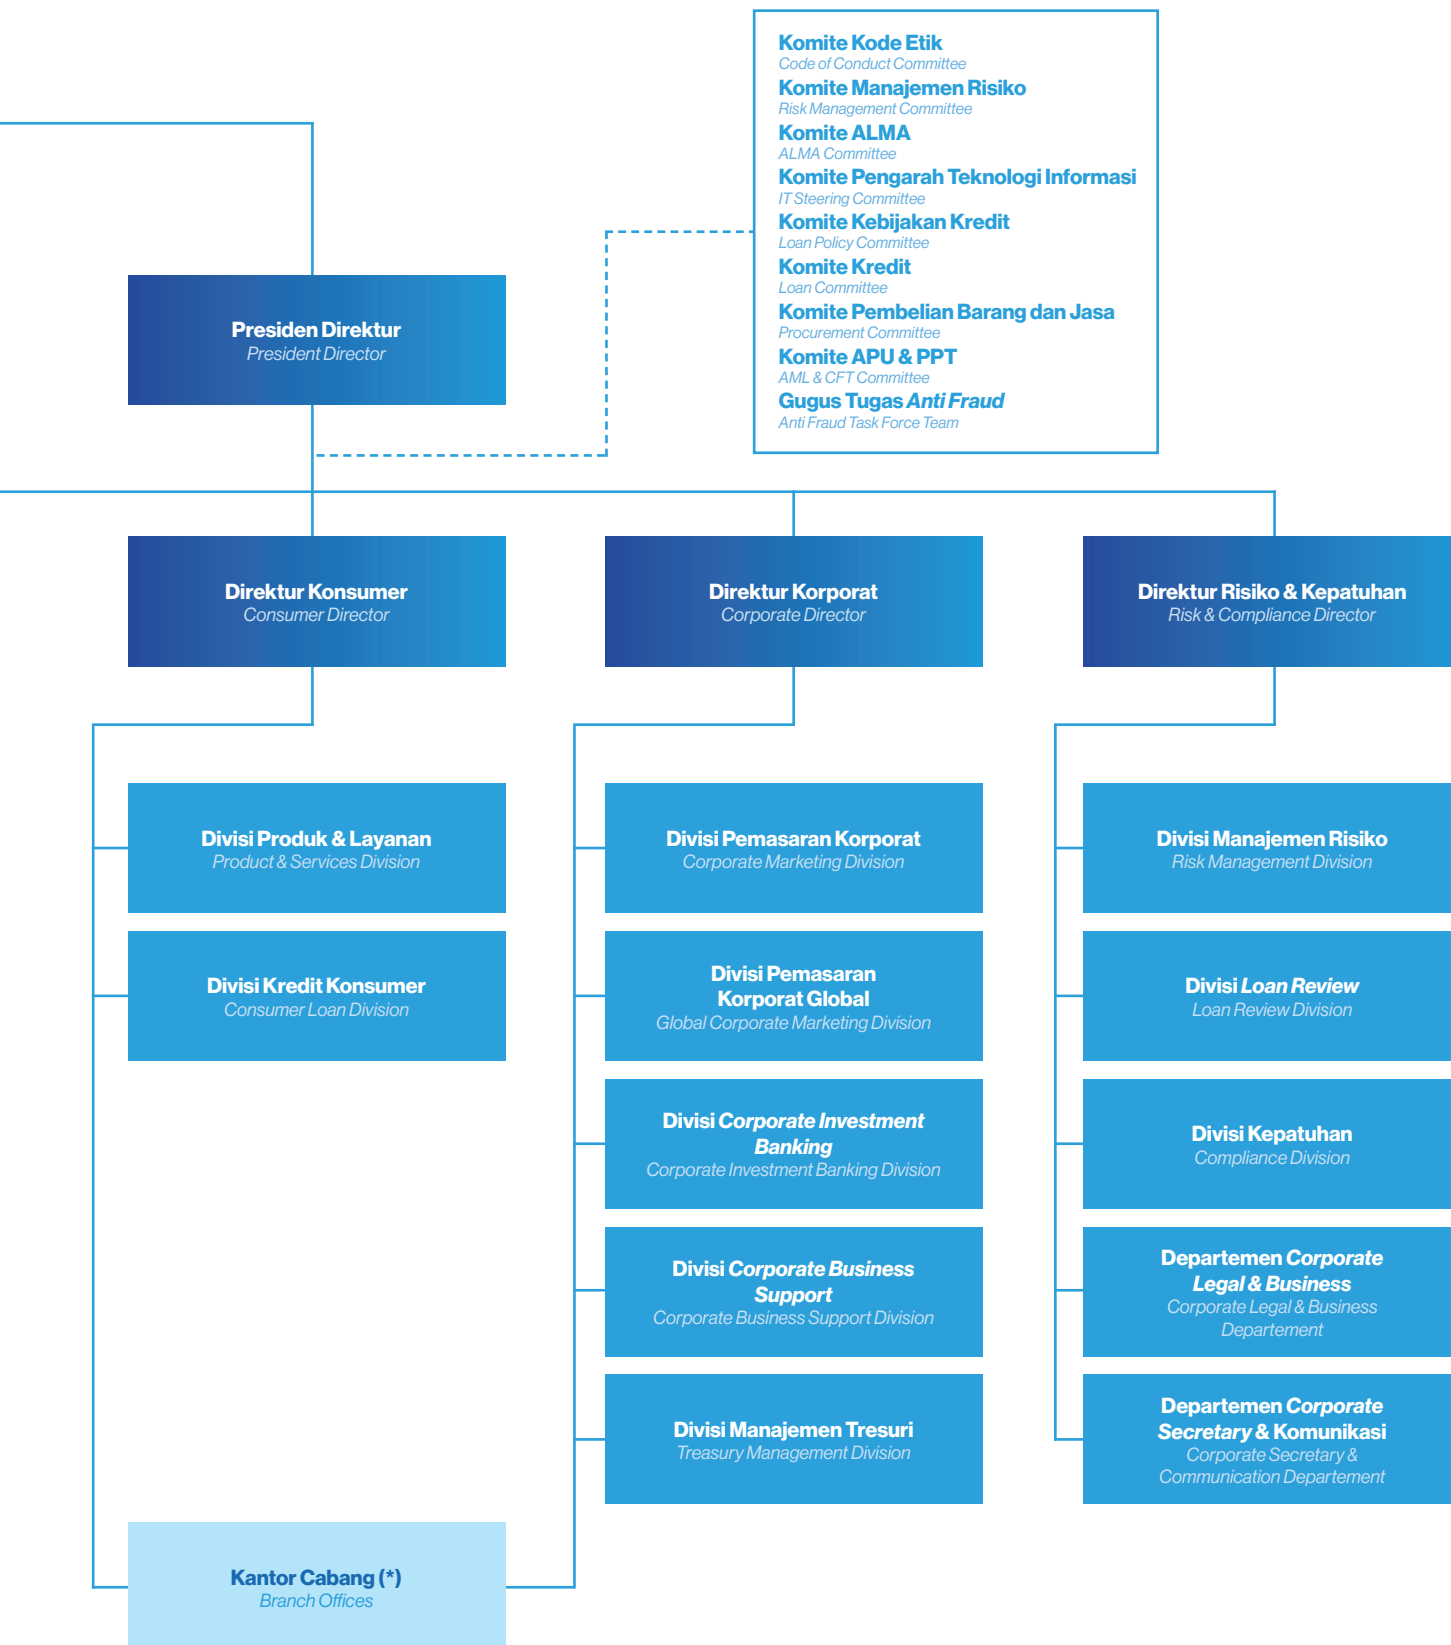 Komite Kode Etik
Code of Conduct Committee
Komite Manajemen Risiko
Risk Management Committee
Komite ALMA
ALMA Committee
Komite Pengarah Teknologi Informasi
IT Steering Committee
Komite Kebijakan Kredit
Loan Policy Committee
Komite Kredit
Loan Committee
Komite Pembelian Barang dan Jasa
Procurement Committee
Komite APU & PPT
AML & CFT Committee
Gugus Tugas Anti Fraud
Anti Fraud Task Force Team
Presiden Direktur
President Director
Direktur Konsumer
Consumer Director
Direktur Korporat
Corporate Director
Direktur Risiko & Kepatuhan
Risk & Compliance Director
Divisi Produk & Layanan
Product & Services Division
Divisi Kredit Konsumer
Consumer Loan Division
Divisi Pemasaran Korporat
Corporate Marketing Division
Divisi Pemasaran
Korporat Global
Global Corporate Marketing Division
Divisi Corporate Investment
Banking
Corporate Investment Banking Division
Divisi Corporate Business
Support
Corporate Business Support Division
Divisi Manajemen Tresuri
Treasury Management Division
Divisi Manajemen Risiko
Risk Management Division
Divisi Loan Review
Loan Review Division
Divisi Kepatuhan
Compliance Division
Departemen Corporate
Legal & Business
Corporate Legal & Business
Departement
Departemen Corporate
Secretary & Komunikasi
Corporate Secretary &
Communication Departement
Kantor Cabang (*)
Branch Offices